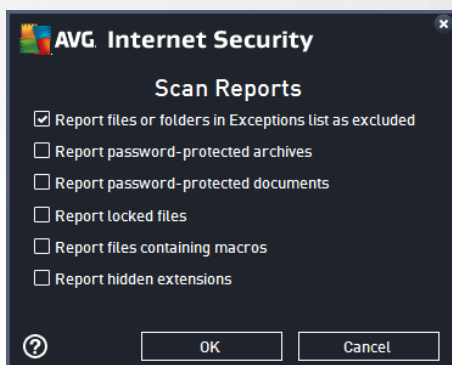 AVG. Internet Security
Scan Reports
Report files or folders in Exceptions list as excluded
Report password-protected archives
Report password-protected documents
Report locked files
Report files containing macros
Report hidden extensions
? OK Cancel